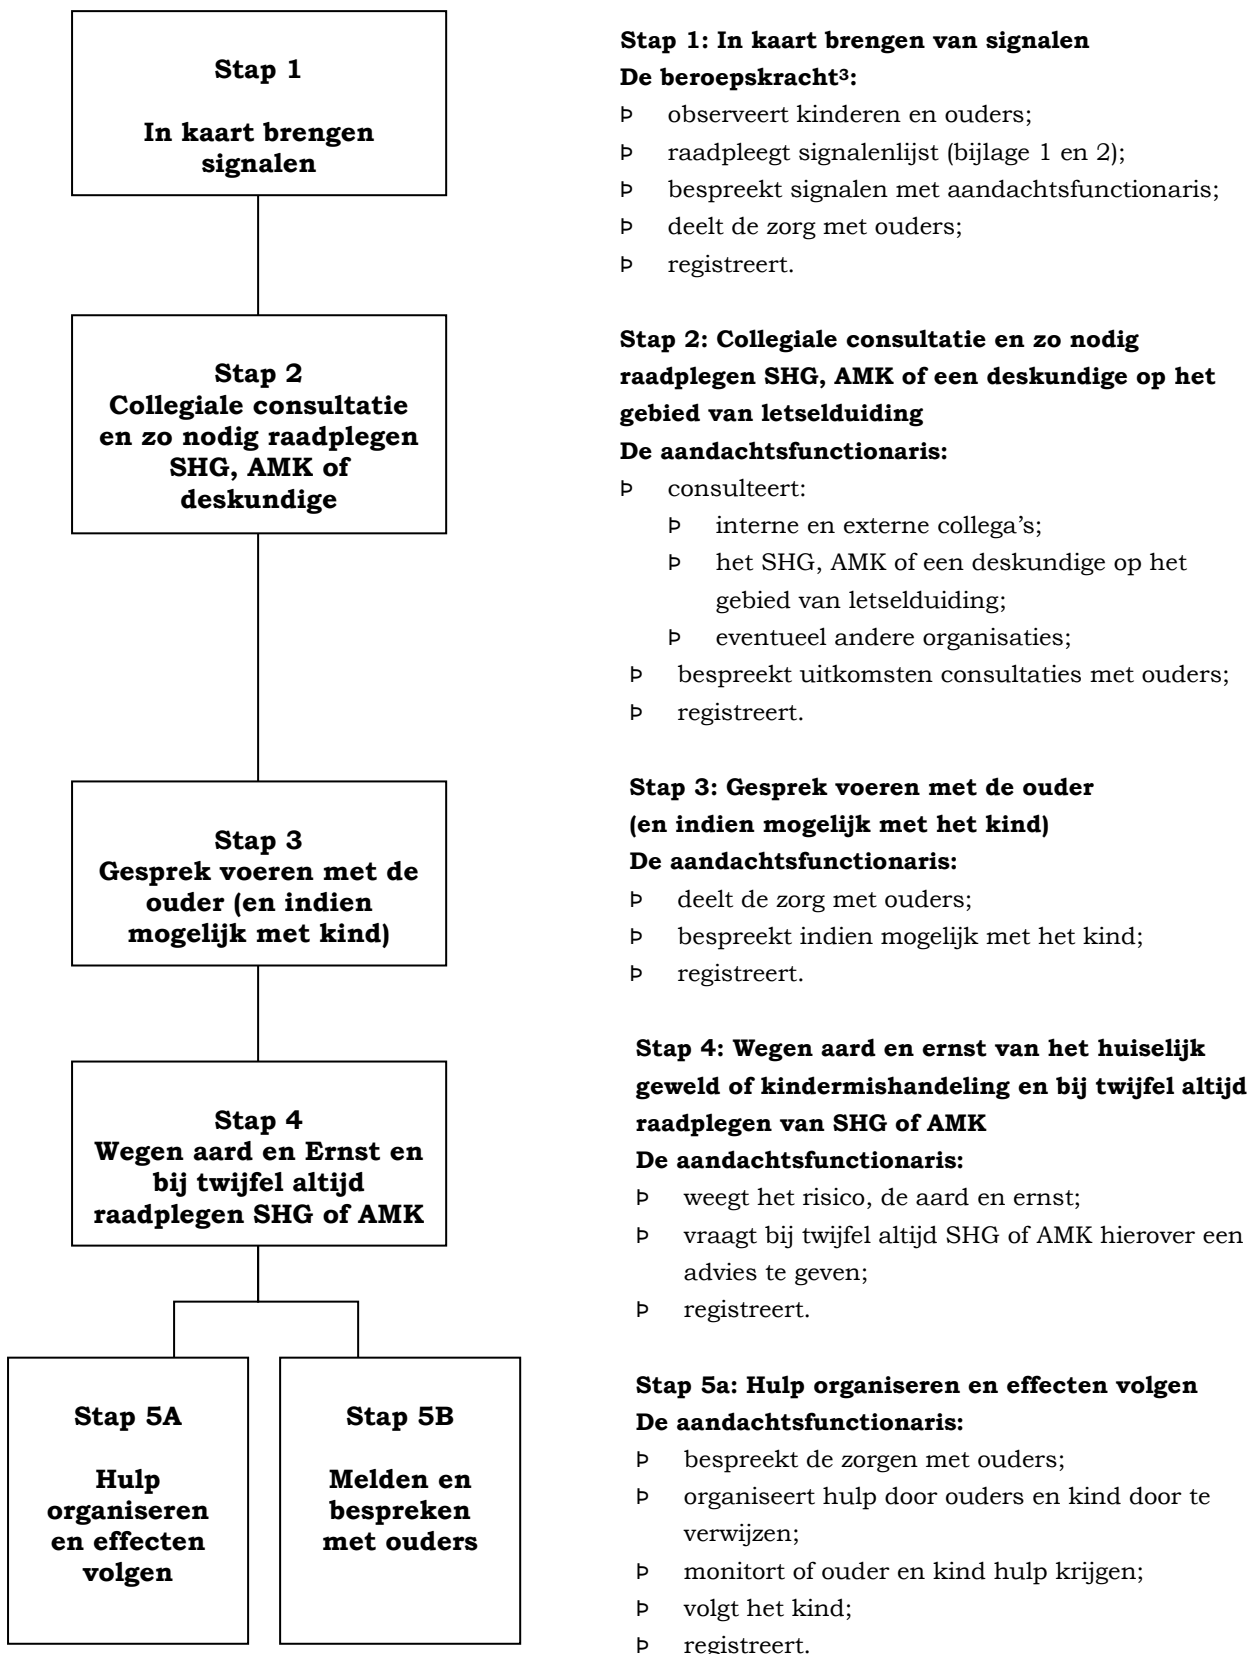 Stap 1
In kaart brengen
signalen
Stap 2
Collegiale consultatie
en zo nodig raadplegen
SHG, AMK of
deskundige
Stap 3
Gesprek voeren met de
ouder (en indien
mogelijk met kind)
Stap 4
Wegen aard en Ernst en
bij twijfel altijd
raadplegen SHG of AMK
Stap 5A
Hulp
organiseren
en effecten
volgen
Stap 5B
Melden en
bespreken
met ouders
Stap 1: In kaart brengen van signalen
De beroepskracht³:
Þ observeert kinderen en ouders;
Þ raadpleegt signalenlijst (bijlage 1 en 2);
Þ bespreekt signalen met aandachtsfunctionaris;
Þ deelt de zorg met ouders;
Þ registreert.
Stap 2: Collegiale consultatie en zo nodig
raadplegen SHG, AMK of een deskundige op het
gebied van letselduiding
De aandachtsfunctionaris:
Þ consulteert:
Þ interne en externe collega’s;
Þ het SHG, AMK of een deskundige op het
gebied van letselduiding;
Þ eventueel andere organisaties;
Þ bespreekt uitkomsten consultaties met ouders;
Þ registreert.
Stap 3: Gesprek voeren met de ouder
(en indien mogelijk met het kind)
De aandachtsfunctionaris:
Þ deelt de zorg met ouders;
Þ bespreekt indien mogelijk met het kind;
Þ registreert.
Stap 4: Wegen aard en ernst van het huiselijk
geweld of kindermishandeling en bij twijfel altijd
raadplegen van SHG of AMK
De aandachtsfunctionaris:
Þ weegt het risico, de aard en ernst;
Þ vraagt bij twijfel altijd SHG of AMK hierover een
advies te geven;
Þ registreert.
Stap 5a: Hulp organiseren en effecten volgen
De aandachtsfunctionaris:
Þ bespreekt de zorgen met ouders;
Þ organiseert hulp door ouders en kind door te
verwijzen;
Þ monitort of ouder en kind hulp krijgen;
Þ volgt het kind;
Þ registreert.